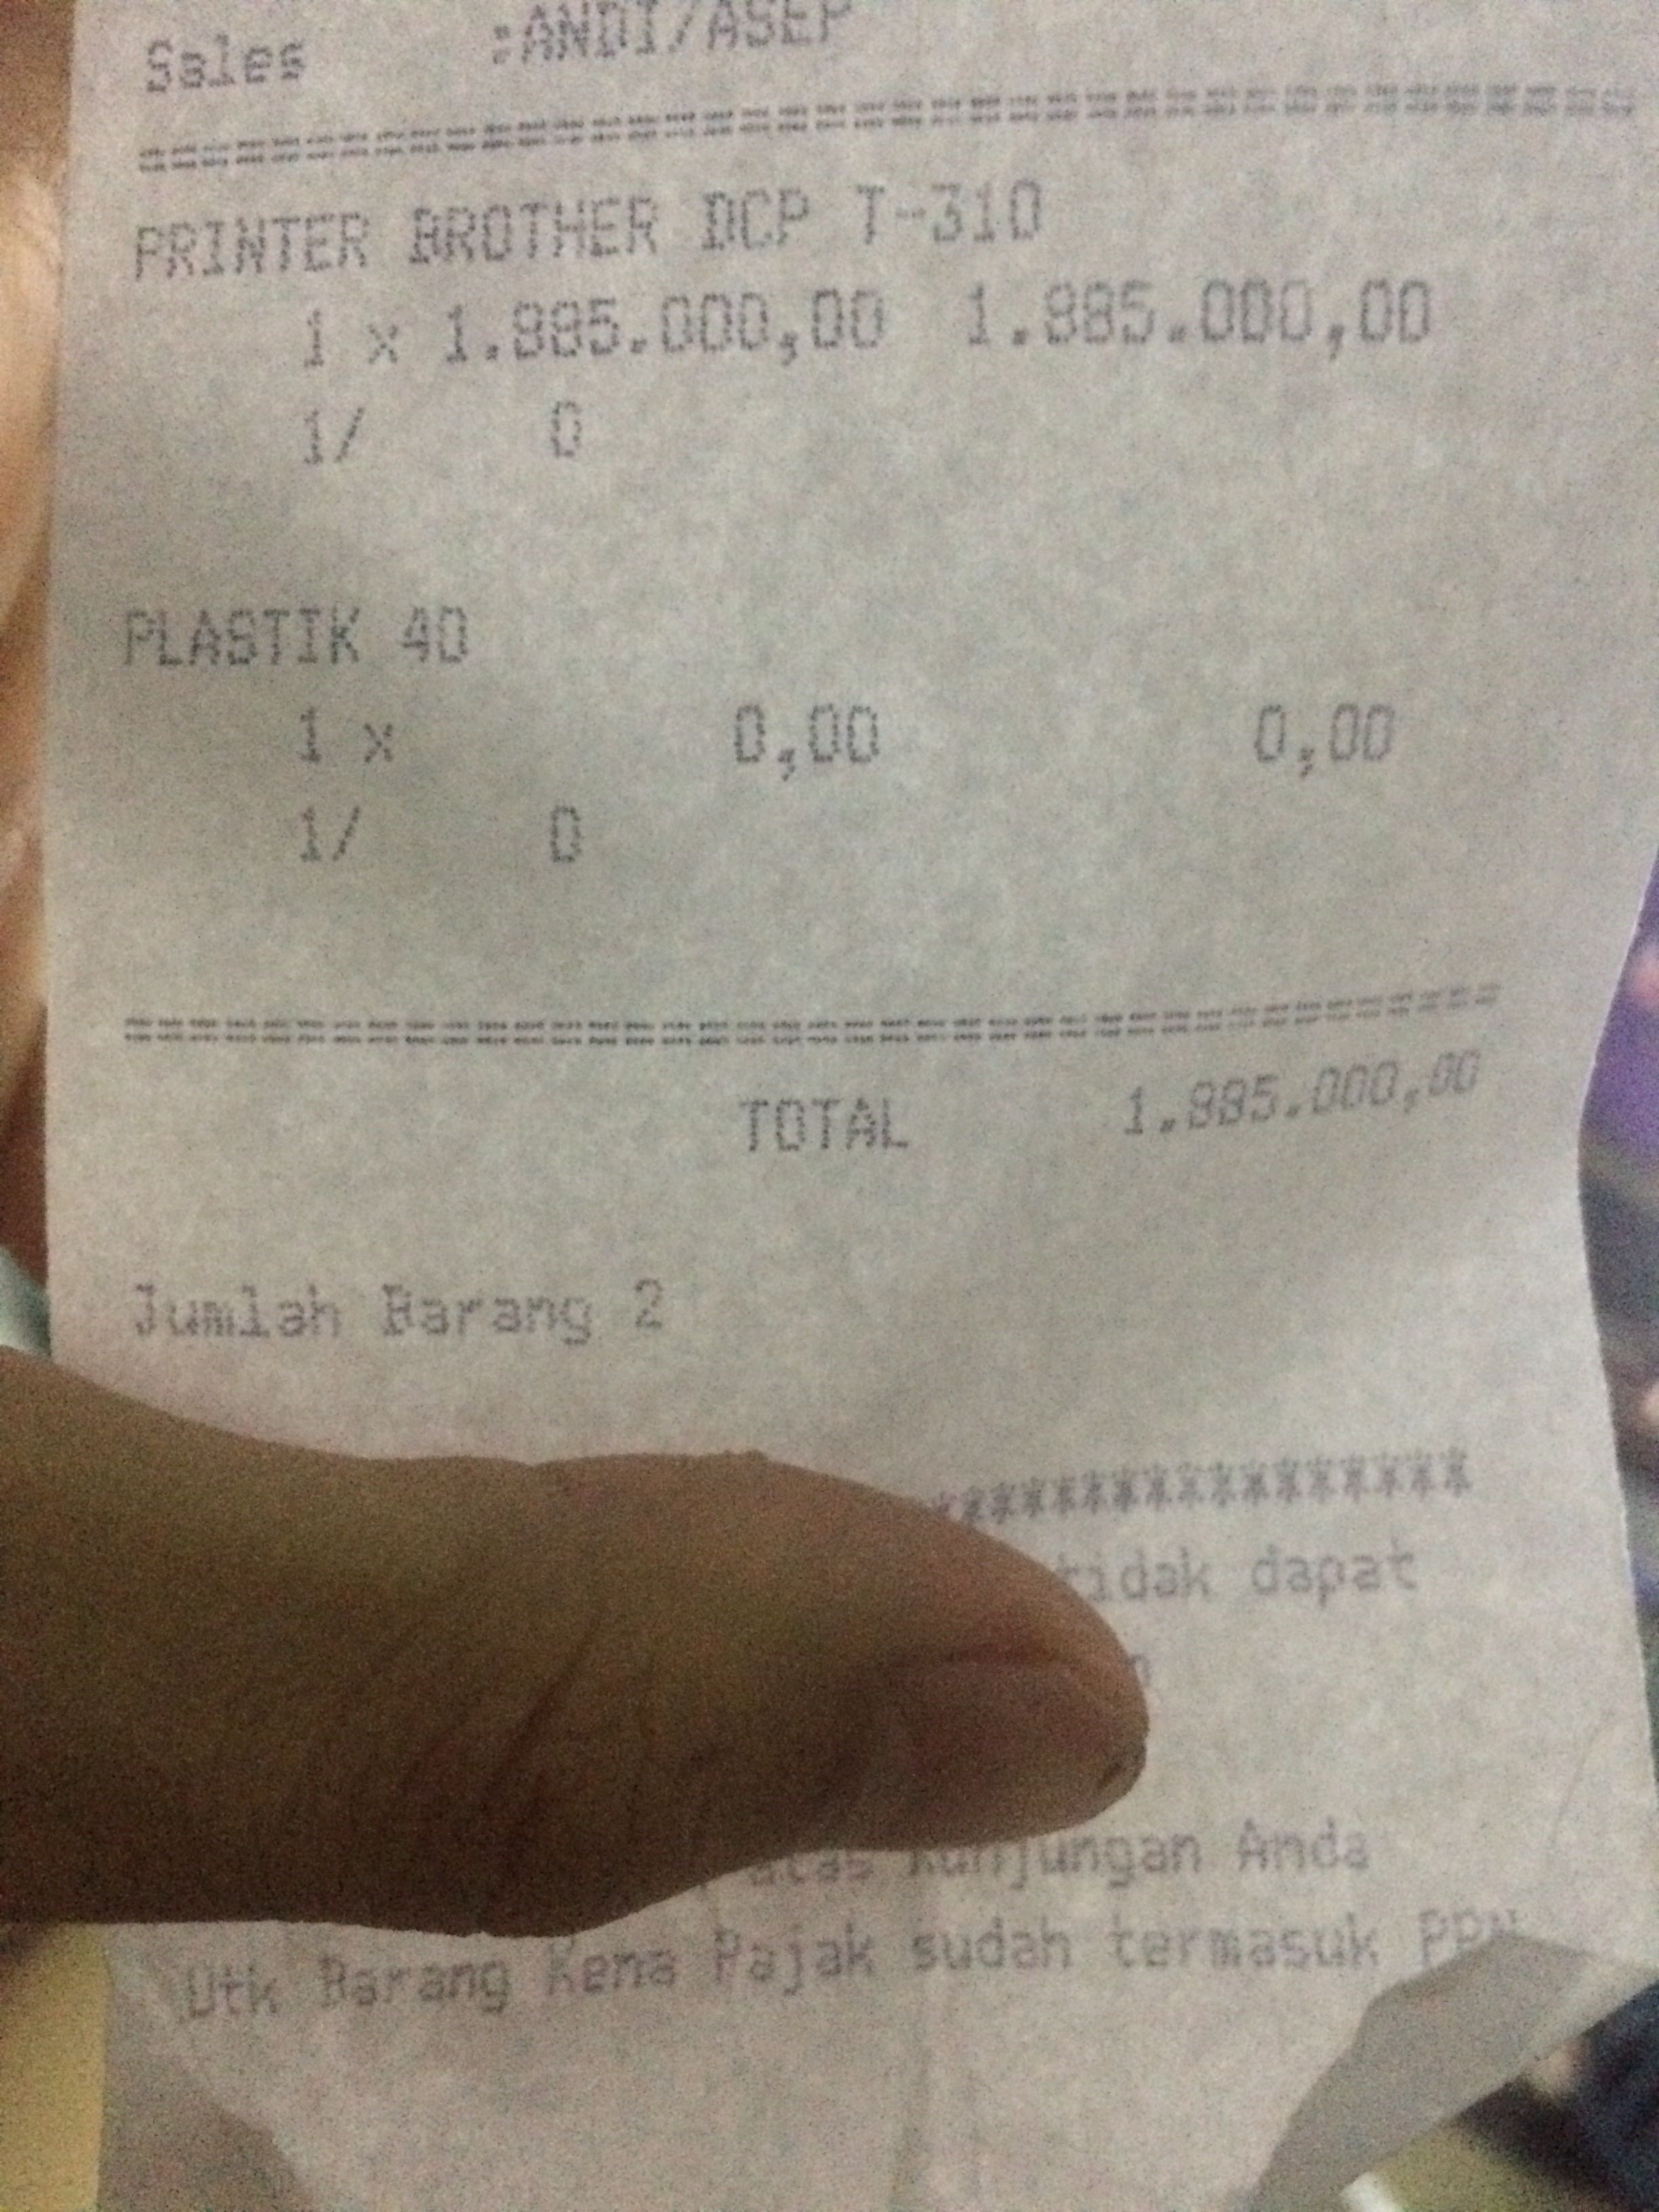 Sales :ANDI/ASEP
================================================
PRINTER BROTHER DCP T-310
1 x 1.885.000,00 1.885.000,00
1/ 0
PLASTIK 40
1 x 0,00 0,00
1/ 0
================================================
TOTAL 1.885.000,00
Jumlah Barang 2
*****************
tidak dapat
atas Kunjungan Anda
Utk Barang Kena Pajak sudah termasuk PPN